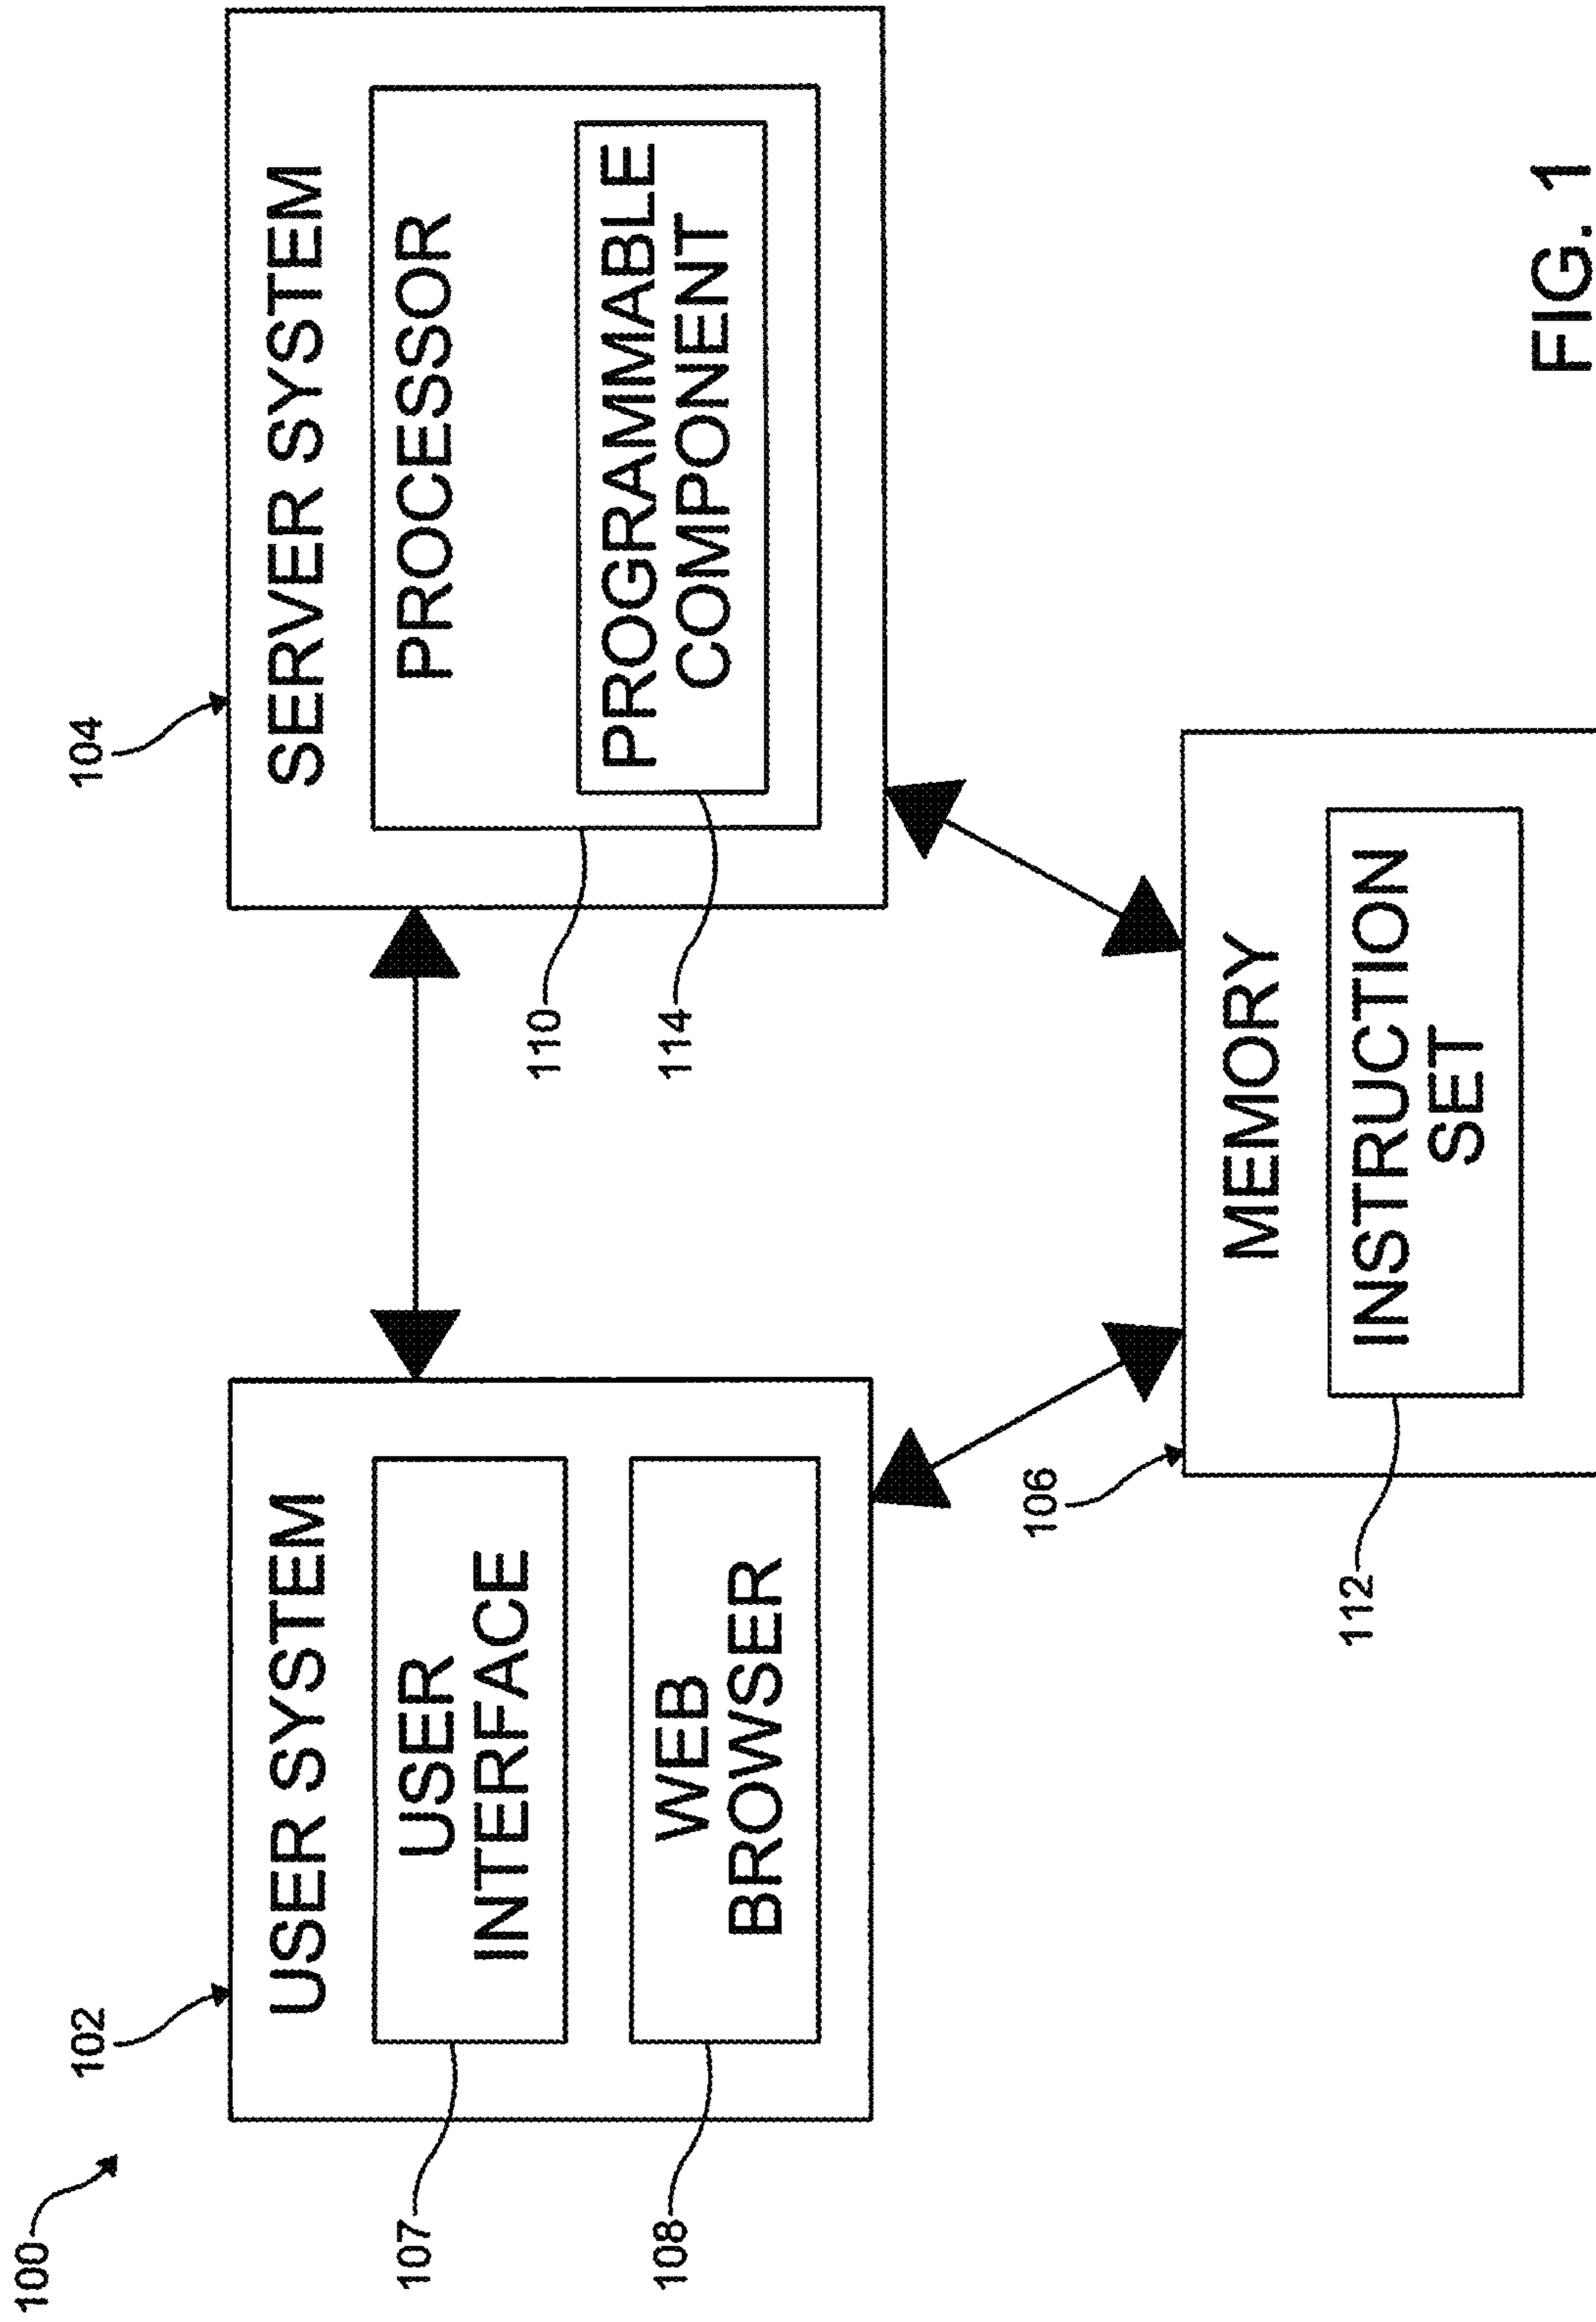 100
102
USER SYSTEM
107
USER
INTERFACE
108
WEB
BROWSER
104
SERVER SYSTEM
PROCESSOR
110
PROGRAMMABLE
COMPONENT
114
106
MEMORY
112
INSTRUCTION
SET
FIG. 1